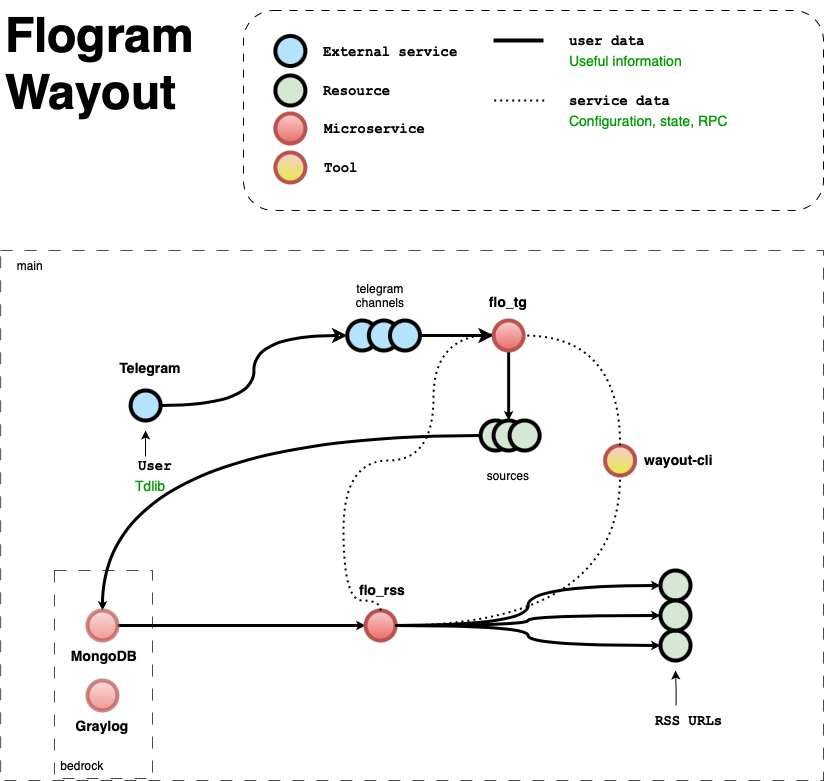 Flogram
Wayout
External service
Resource
Microservice
Tool
user data
Useful information
service data
Configuration, state, RPC
main
telegram
channels
flo_tg
Telegram
User
Tdlib
sources
wayout-cli
flo_rss
MongoDB
Graylog
RSS URLs
bedrock